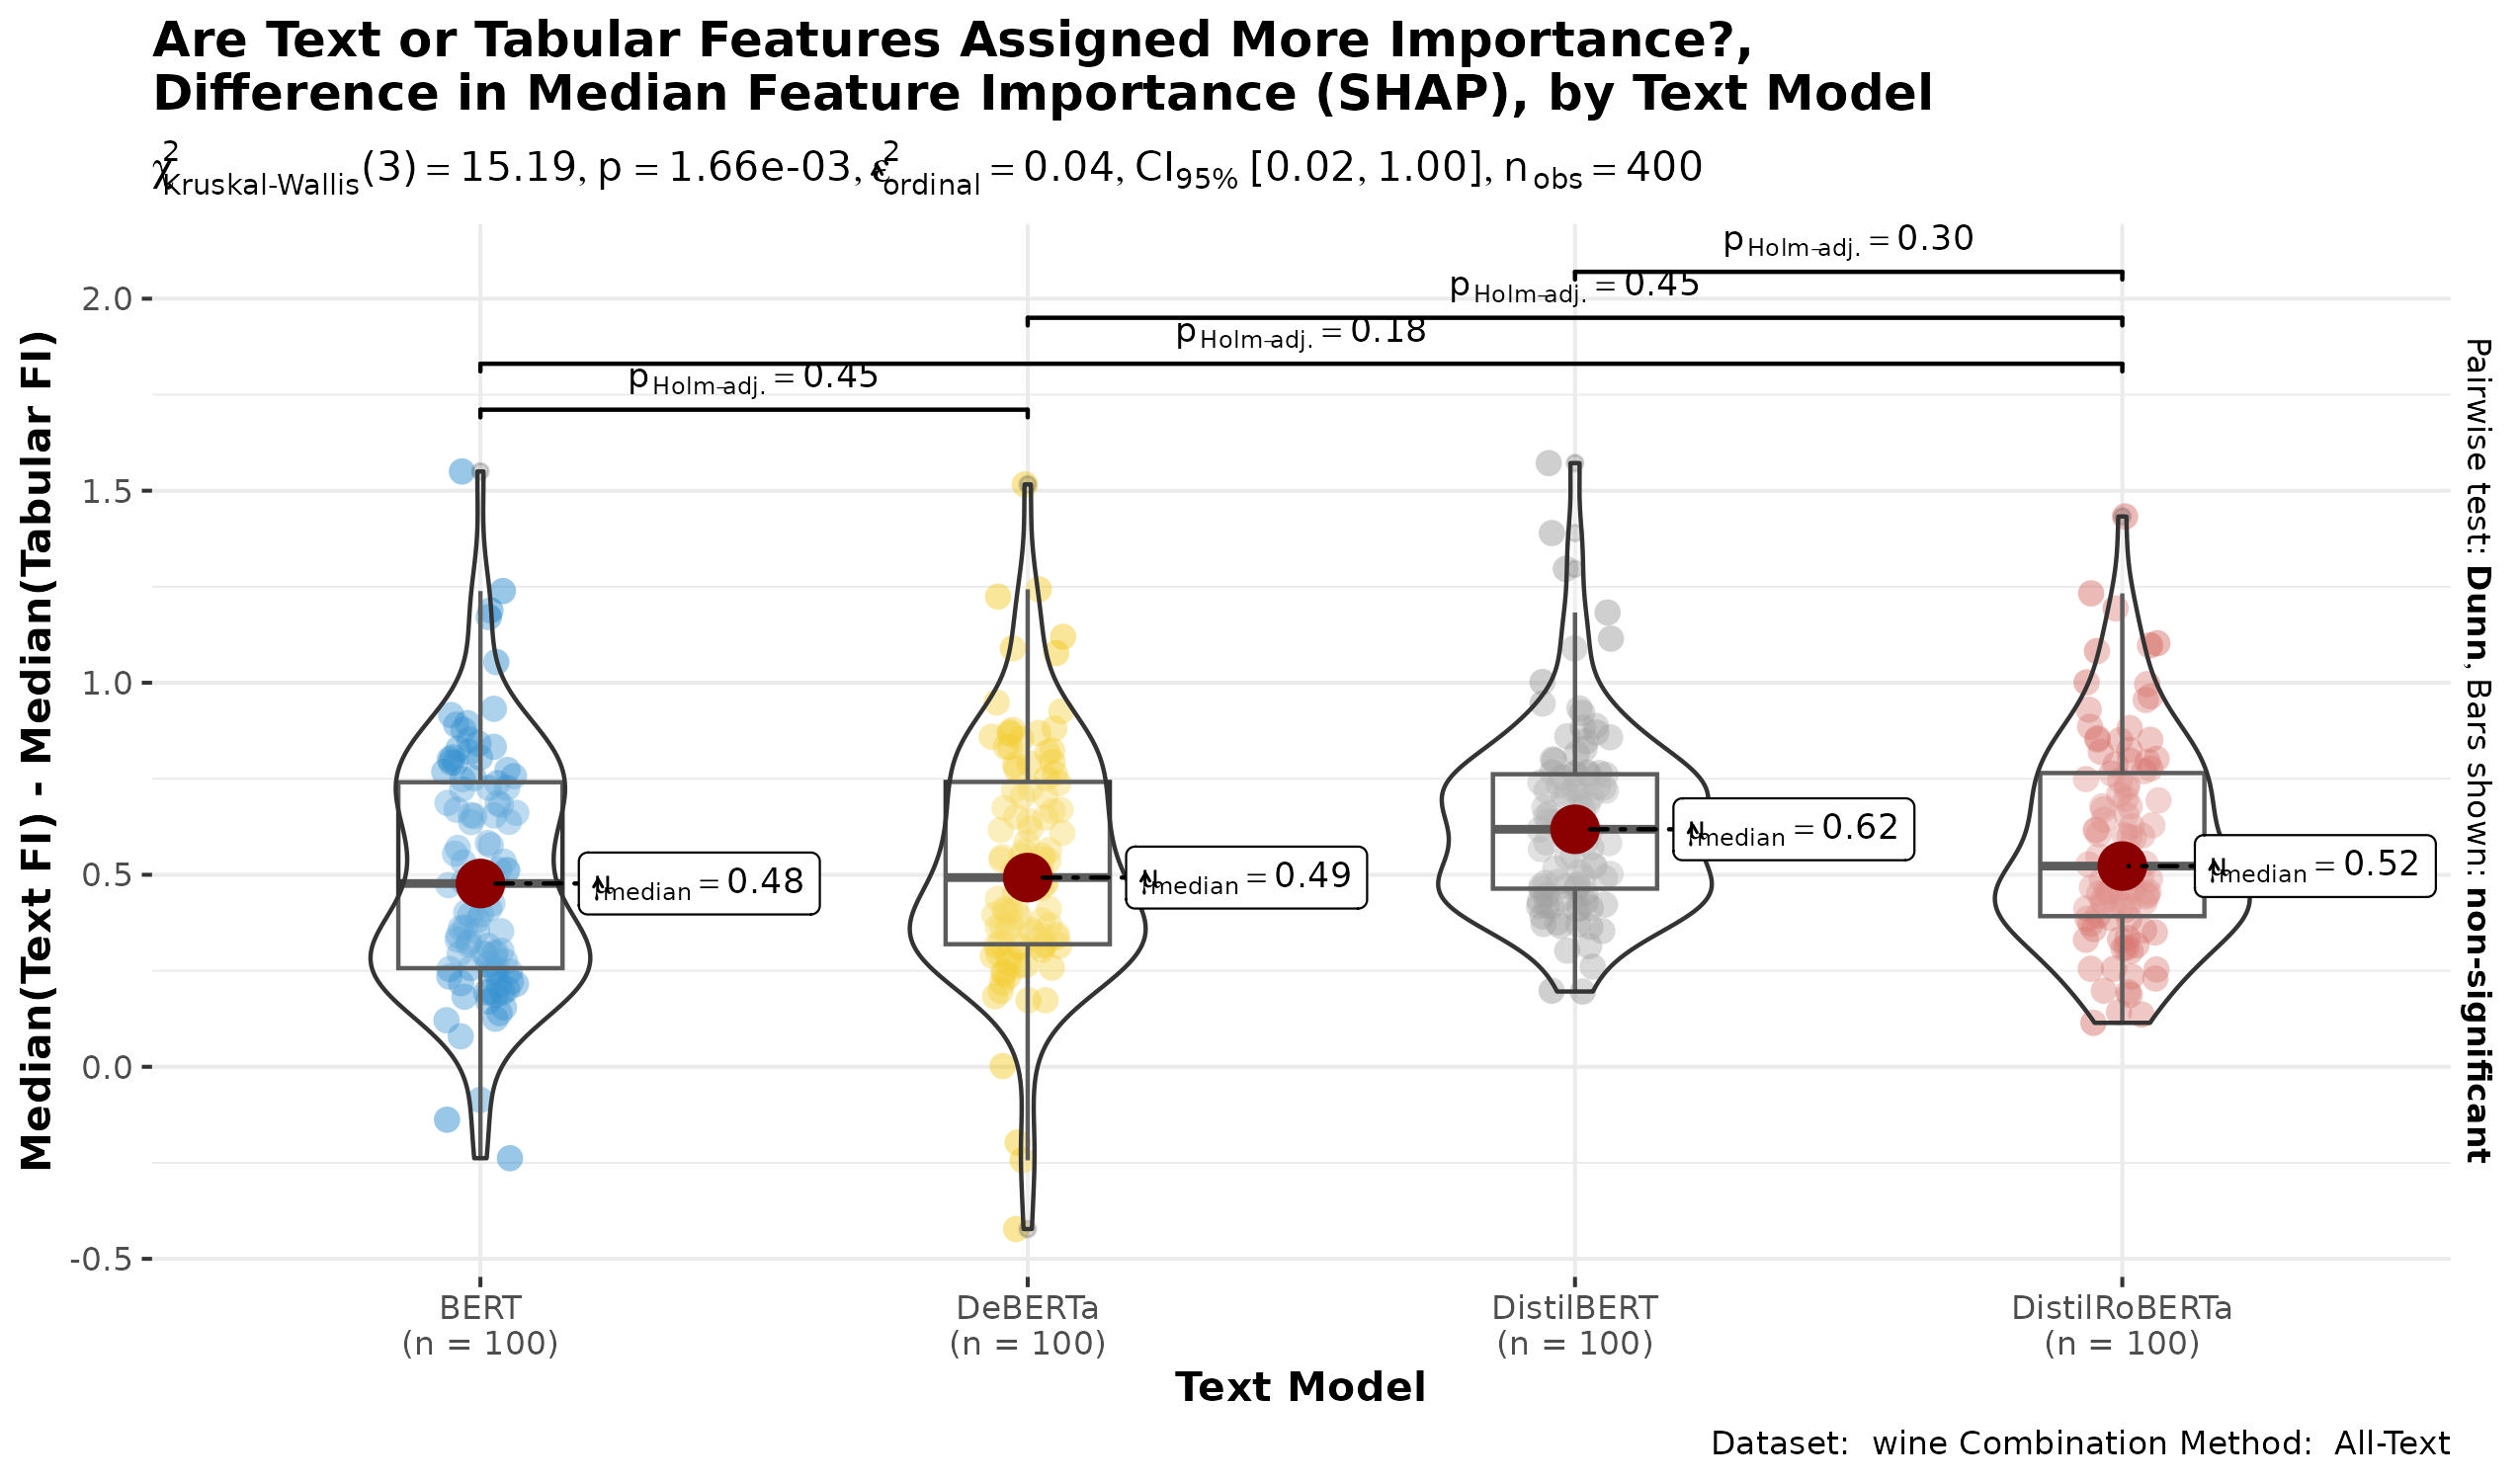 Are Text or Tabular Features Assigned More Importance?,
Difference in Median Feature Importance (SHAP), by Text Model
χ²Kruskal-Wallis(3) = 15.19, p = 1.66e-03, ε²ordinal = 0.04, CI95% [0.02, 1.00], nobs = 400
pHolm-adj. = 0.30
pHolm-adj. = 0.45
pHolm-adj. = 0.18
pHolm-adj. = 0.45
2.0
1.5
1.0
0.5
0.0
-0.5
Median(Text FI) - Median(Tabular FI)
μ̂median = 0.48
μ̂median = 0.49
μ̂median = 0.62
μ̂median = 0.52
Pairwise test: Dunn, Bars shown: non-significant
BERT
(n = 100)
DeBERTa
(n = 100)
DistilBERT
(n = 100)
DistilRoBERTa
(n = 100)
Text Model
Dataset: wine Combination Method: All-Text